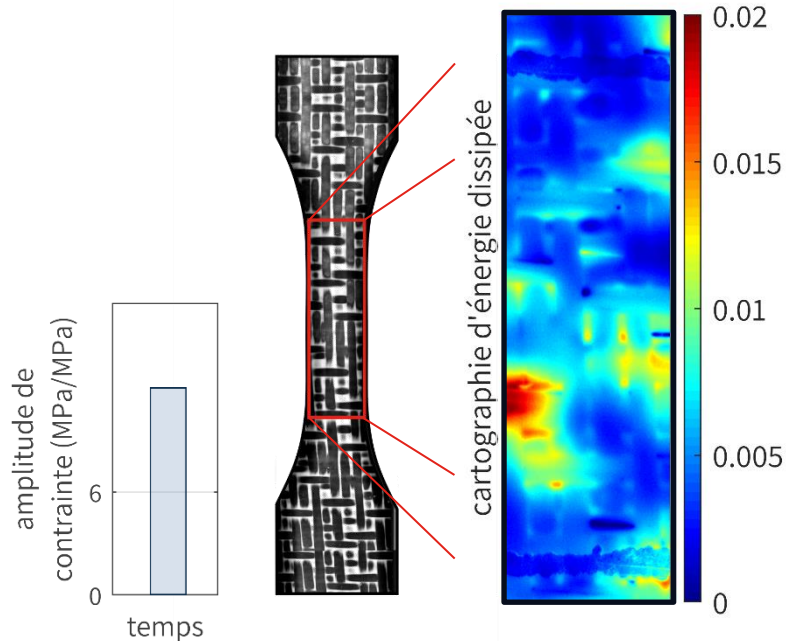 amplitude de
contrainte (MPa/MPa)
6
0
temps
cartographie d'énergie dissipée
0.02
0.015
0.01
0.005
0